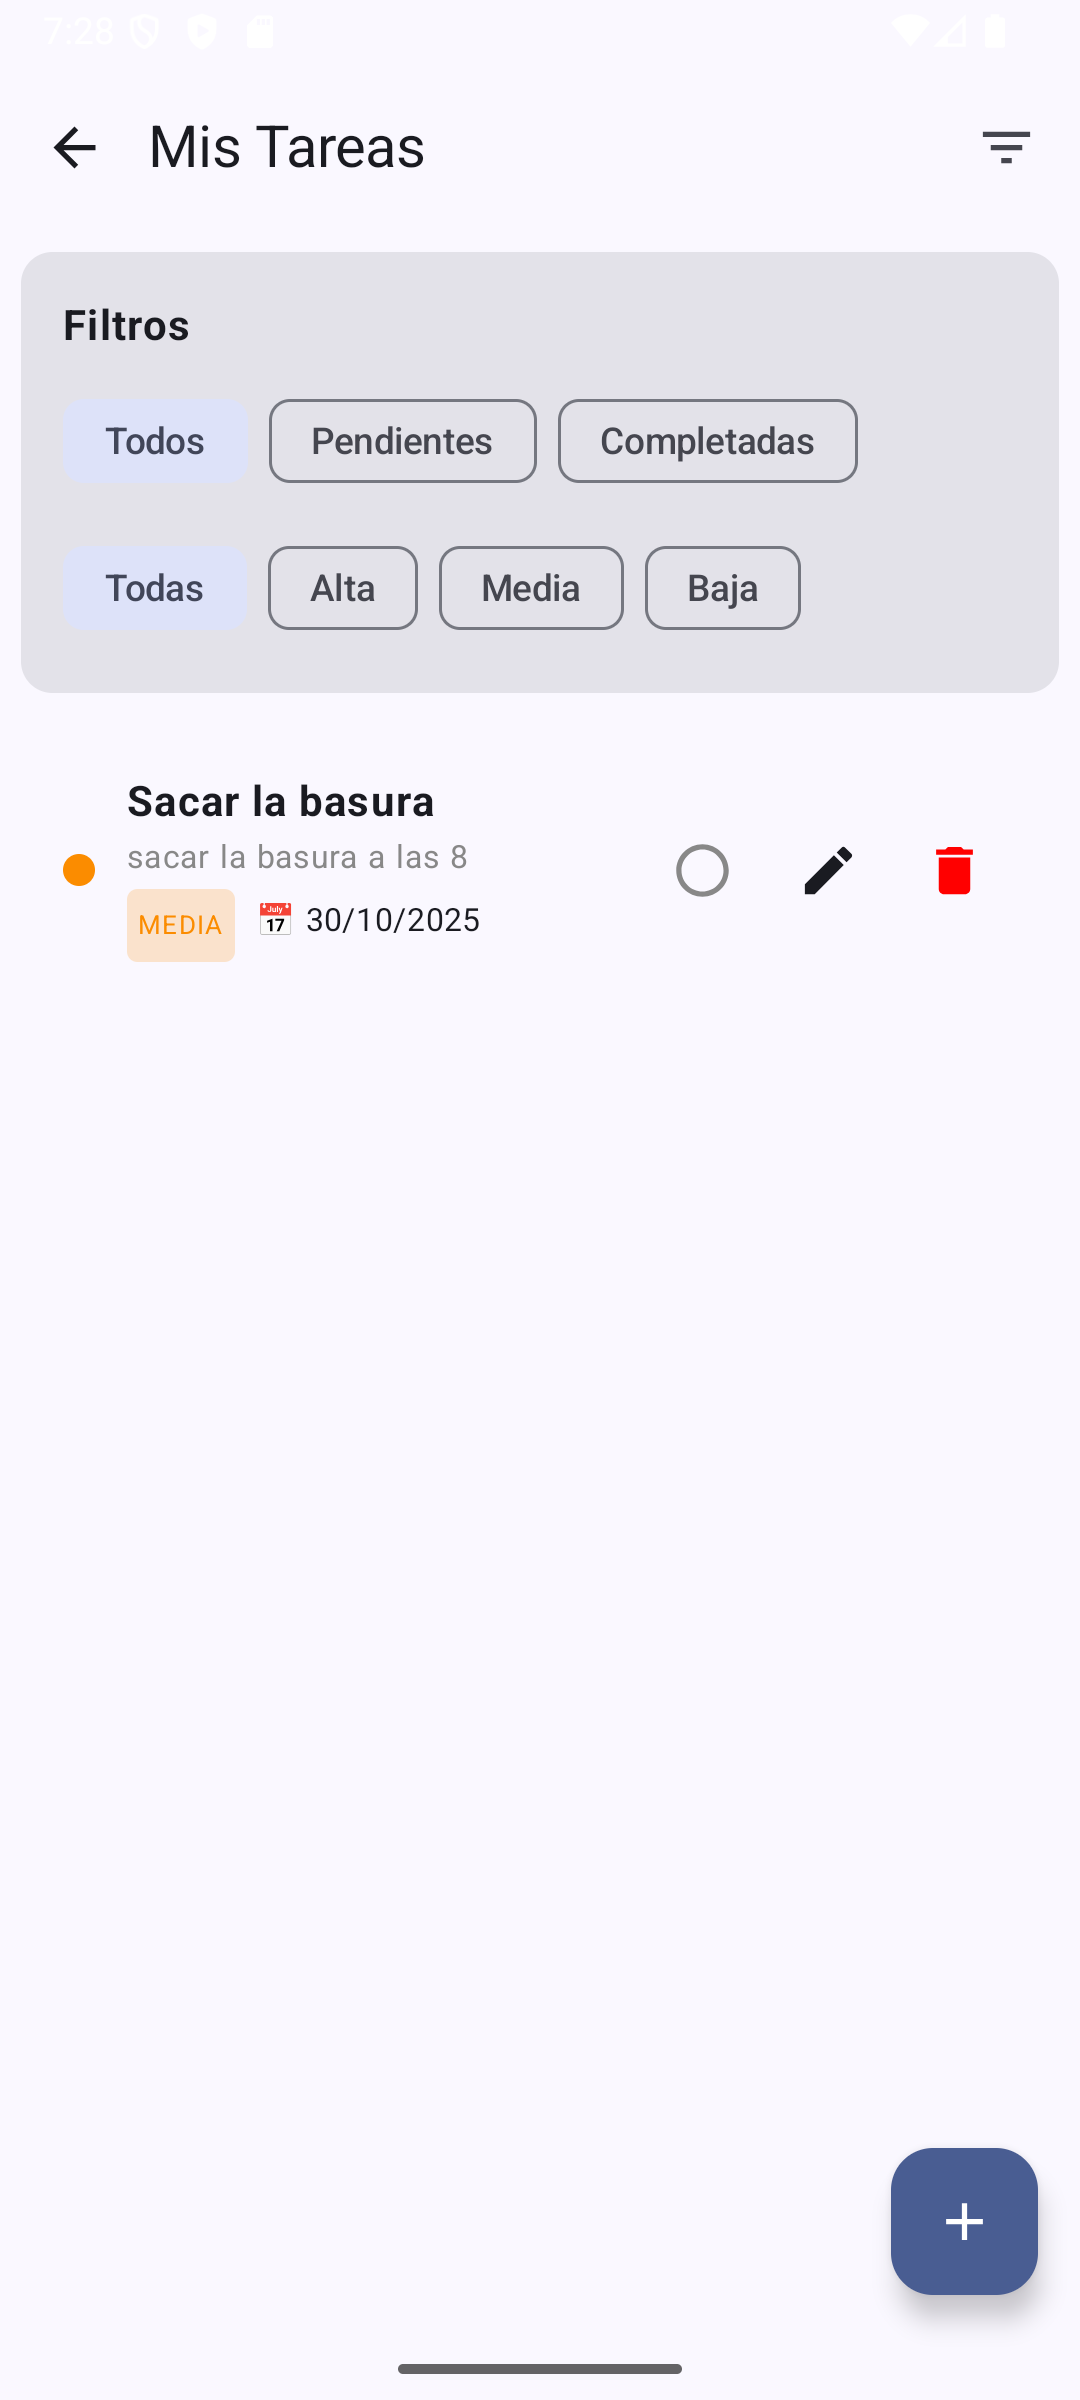 7:28
Mis Tareas
Filtros
Todos Pendientes Completadas
Todas Alta Media Baja
Sacar la basura
sacar la basura a las 8
MEDIA 📅 30/10/2025